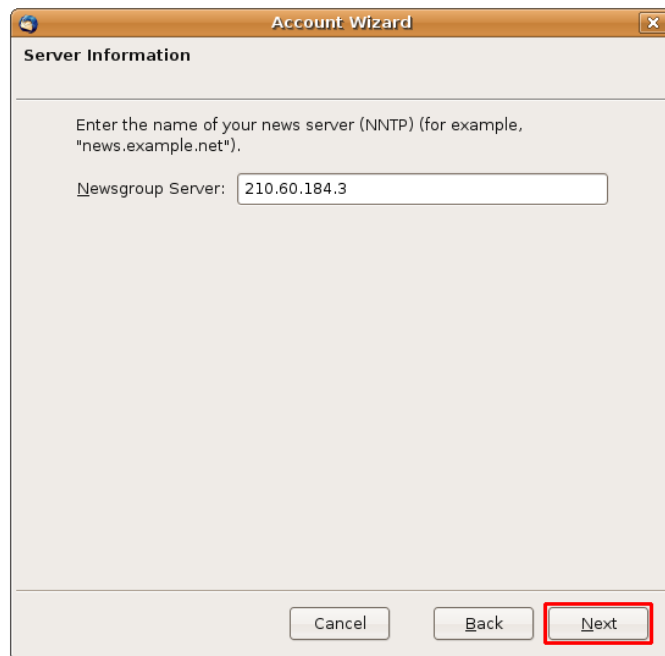 Account Wizard
Server Information
Enter the name of your news server (NNTP) (for example,
"news.example.net").
Newsgroup Server: 210.60.184.3
Cancel Back Next